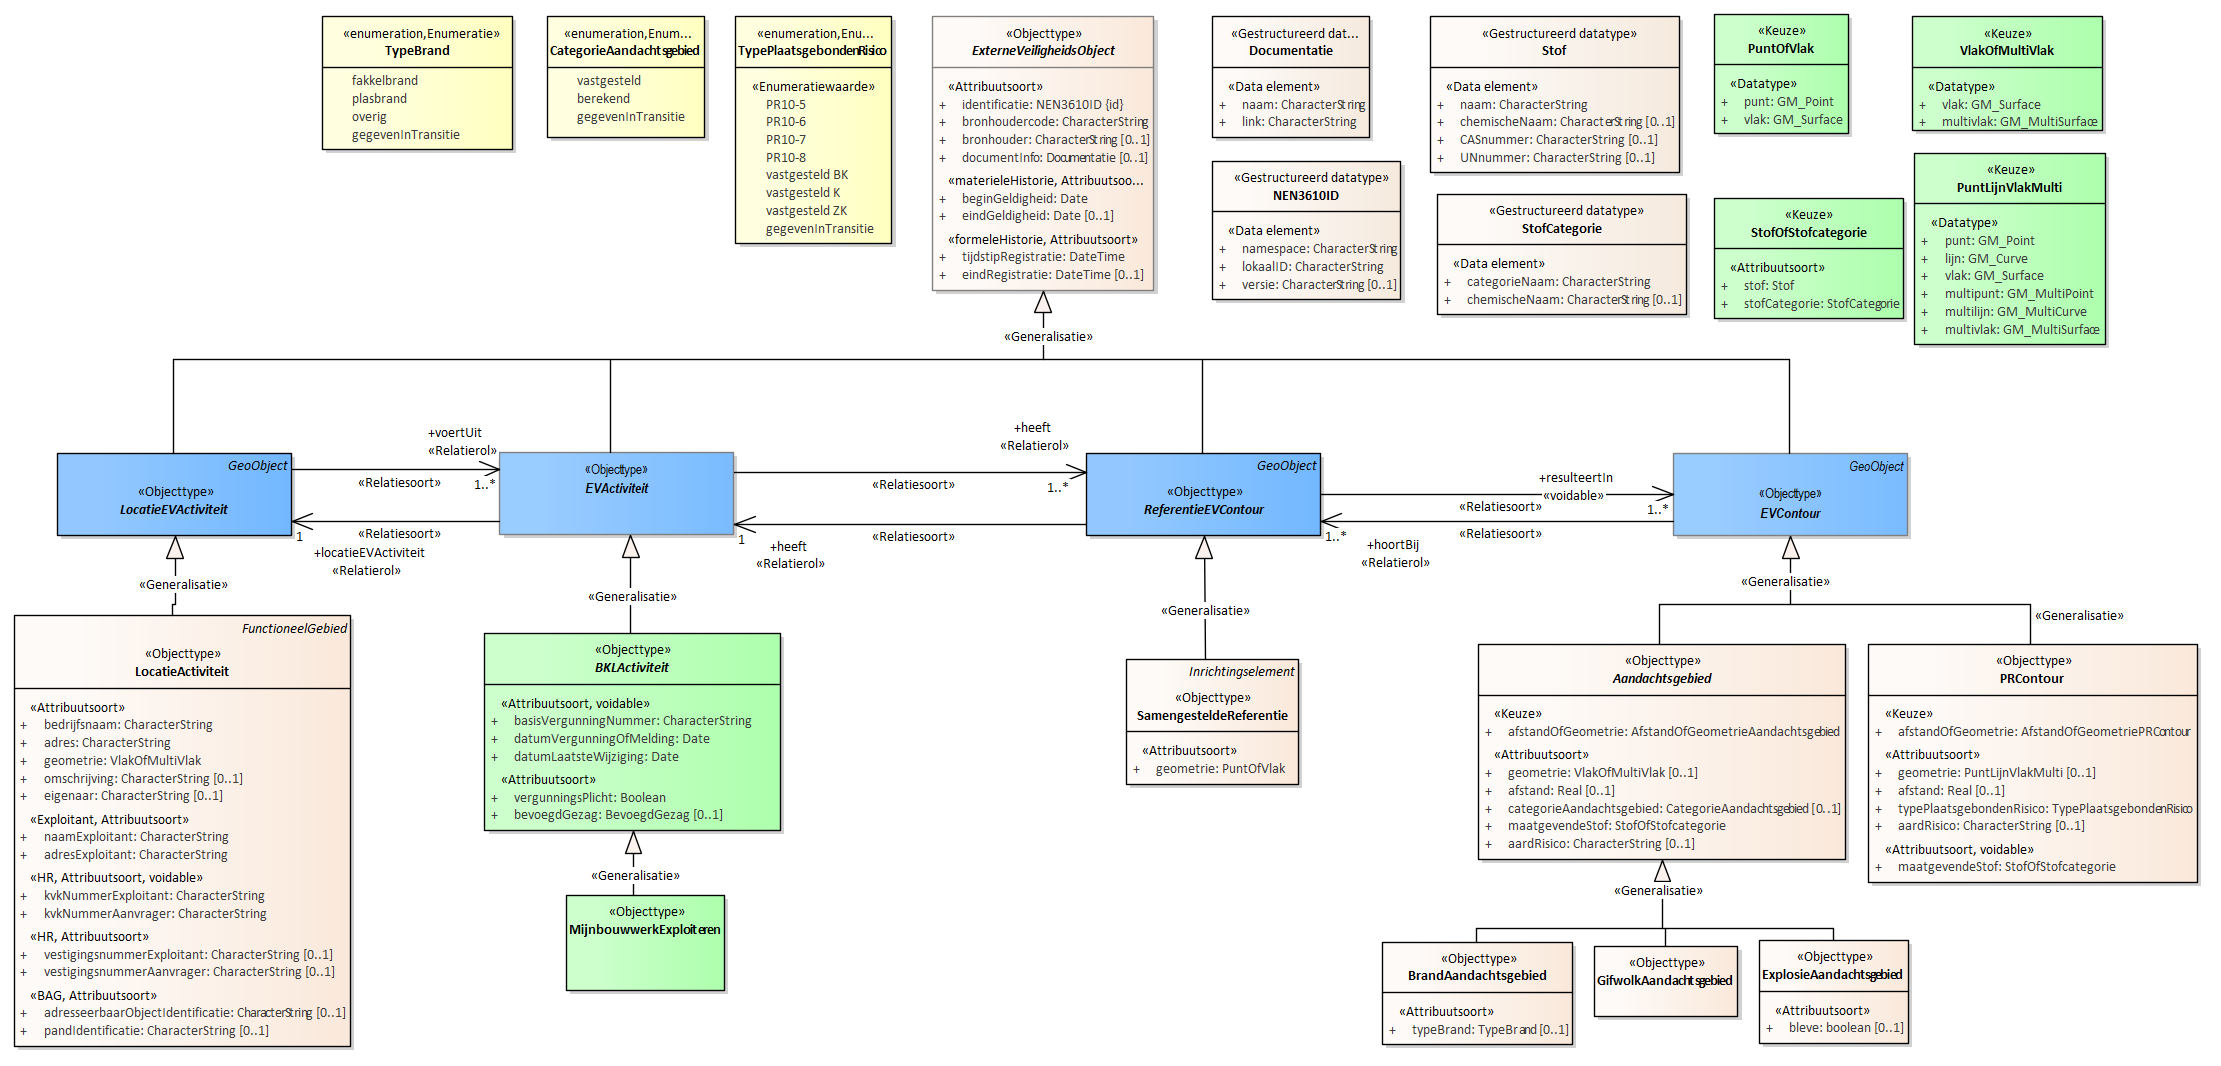 «enumeration,Enumeratie»
TypeBrand
fakkelbrand
plasbrand
overig
gegevenInTransitie
«enumeration,Enum...
CategorieAandachtsgebied
vastgesteld
berekend
gegevenInTransitie
«enumeration,Enu...
TypePlaatsgebondenRisico
«Enumeratiewaarde»
PR10-5
PR10-6
PR10-7
PR10-8
vastgesteld BK
vastgesteld K
vastgesteld ZK
gegevenInTransitie
«Objecttype»
ExterneVeiligheidsObject
«Attribuutsoort»
+ identificatie: NEN3610ID {id}
+ bronhoudercode: CharacterString
+ bronhouder: CharacterString [0..1]
+ documentInfo: Documentatie [0..1]
«materieleHistorie, Attribuutsoo...
+ beginGeldigheid: Date
+ eindGeldigheid: Date [0..1]
«formeleHistorie, Attribuutsoort»
+ tijdstipRegistratie: DateTime
+ eindRegistratie: DateTime [0..1]
«Gestructureerd dat...
Documentatie
«Data element»
+ naam: CharacterString
+ link: CharacterString
«Gestructureerd datatype»
NEN3610ID
«Data element»
+ namespace: CharacterString
+ lokaalID: CharacterString
+ versie: CharacterString [0..1]
«Gestructureerd datatype»
Stof
«Data element»
+ naam: CharacterString
+ chemischeNaam: CharacterString [0..1]
+ CASnummer: CharacterString [0..1]
+ UNnummer: CharacterString [0..1]
«Gestructureerd datatype»
StofCategorie
«Data element»
+ categorieNaam: CharacterString
+ chemischeNaam: CharacterString [0..1]
«Keuze»
PuntOfVlak
«Datatype»
+ punt: GM_Point
+ vlak: GM_Surface
«Keuze»
StofOfStofcategorie
«Attribuutsoort»
+ stof: Stof
+ stofCategorie: StofCategorie
«Keuze»
VlakOfMultiVlak
«Datatype»
+ vlak: GM_Surface
+ multivlak: GM_MultiSurface
«Keuze»
PuntLijnVlakMulti
«Datatype»
+ punt: GM_Point
+ lijn: GM_Curve
+ vlak: GM_Surface
+ multipunt: GM_MultiPoint
+ multilijn: GM_MultiCurve
+ multivlak: GM_MultiSurface
«Generalisatie»
GeoObject
«Objecttype»
LocatieEVActiviteit
+voertUit
«Relatierol»
«Relatiesoort»
1..*
«Relatiesoort»
1
+locatieEVActiviteit
«Relatierol»
«Objecttype»
EVActiviteit
+heeft
«Relatierol»
«Relatiesoort»
1..*
«Relatiesoort»
1
+heeft
«Relatierol»
GeoObject
«Objecttype»
ReferentieEVContour
+resulteertIn
«voidable»
«Relatiesoort»
1..*
«Relatiesoort»
1..*
+hoortBij
«Relatierol»
GeoObject
«Objecttype»
EVContour
«Generalisatie»
«Generalisatie»
«Generalisatie»
«Generalisatie»
«Generalisatie»
FunctioneelGebied
«Objecttype»
LocatieActiviteit
«Attribuutsoort»
+ bedrijfsnaam: CharacterString
+ adres: CharacterString
+ geometrie: VlakOfMultiVlak
+ omschrijving: CharacterString [0..1]
+ eigenaar: CharacterString [0..1]
«Exploitant, Attribuutsoort»
+ naamExploitant: CharacterString
+ adresExploitant: CharacterString
«HR, Attribuutsoort, voidable»
+ kvkNummerExploitant: CharacterString
+ kvkNummerAanvrager: CharacterString
«HR, Attribuutsoort»
+ vestigingsnummerExploitant: CharacterString [0..1]
+ vestigingsnummerAanvrager: CharacterString [0..1]
«BAG, Attribuutsoort»
+ adresseerbaarObjectIdentificatie: CharacterString [0..1]
+ pandIdentificatie: CharacterString [0..1]
«Objecttype»
BKLActiviteit
«Attribuutsoort, voidable»
+ basisVergunningNummer: CharacterString
+ datumVergunningOfMelding: Date
+ datumLaatsteWijziging: Date
«Attribuutsoort»
+ vergunningsPlicht: Boolean
+ bevoegdGezag: BevoegdGezag [0..1]
«Generalisatie»
«Objecttype»
MijnbouwwerkExploiteren
Inrichtingselement
«Objecttype»
SamengesteldeReferentie
«Attribuutsoort»
+ geometrie: PuntOfVlak
«Objecttype»
Aandachtsgebied
«Keuze»
+ afstandOfGeometrie: AfstandOfGeometrieAandachtsgebied
«Attribuutsoort»
+ geometrie: VlakOfMultiVlak [0..1]
+ afstand: Real [0..1]
+ categorieAandachtsgebied: CategorieAandachtsgebied [0..1]
+ maatgevendeStof: StofOfStofcategorie
+ aardRisico: CharacterString [0..1]
«Objecttype»
PRContour
«Keuze»
+ afstandOfGeometrie: AfstandOfGeometriePRContour
«Attribuutsoort»
+ geometrie: PuntLijnVlakMulti [0..1]
+ afstand: Real [0..1]
+ typePlaatsgebondenRisico: TypePlaatsgebondenRisico
+ aardRisico: CharacterString [0..1]
«Attribuutsoort, voidable»
+ maatgevendeStof: StofOfStofcategorie
«Generalisatie»
«Objecttype»
BrandAandachtsgebied
«Attribuutsoort»
+ typeBrand: TypeBrand [0..1]
«Objecttype»
GifwolkAandachtsgebied
«Objecttype»
ExplosieAandachtsgebied
«Attribuutsoort»
+ bleve: boolean [0..1]